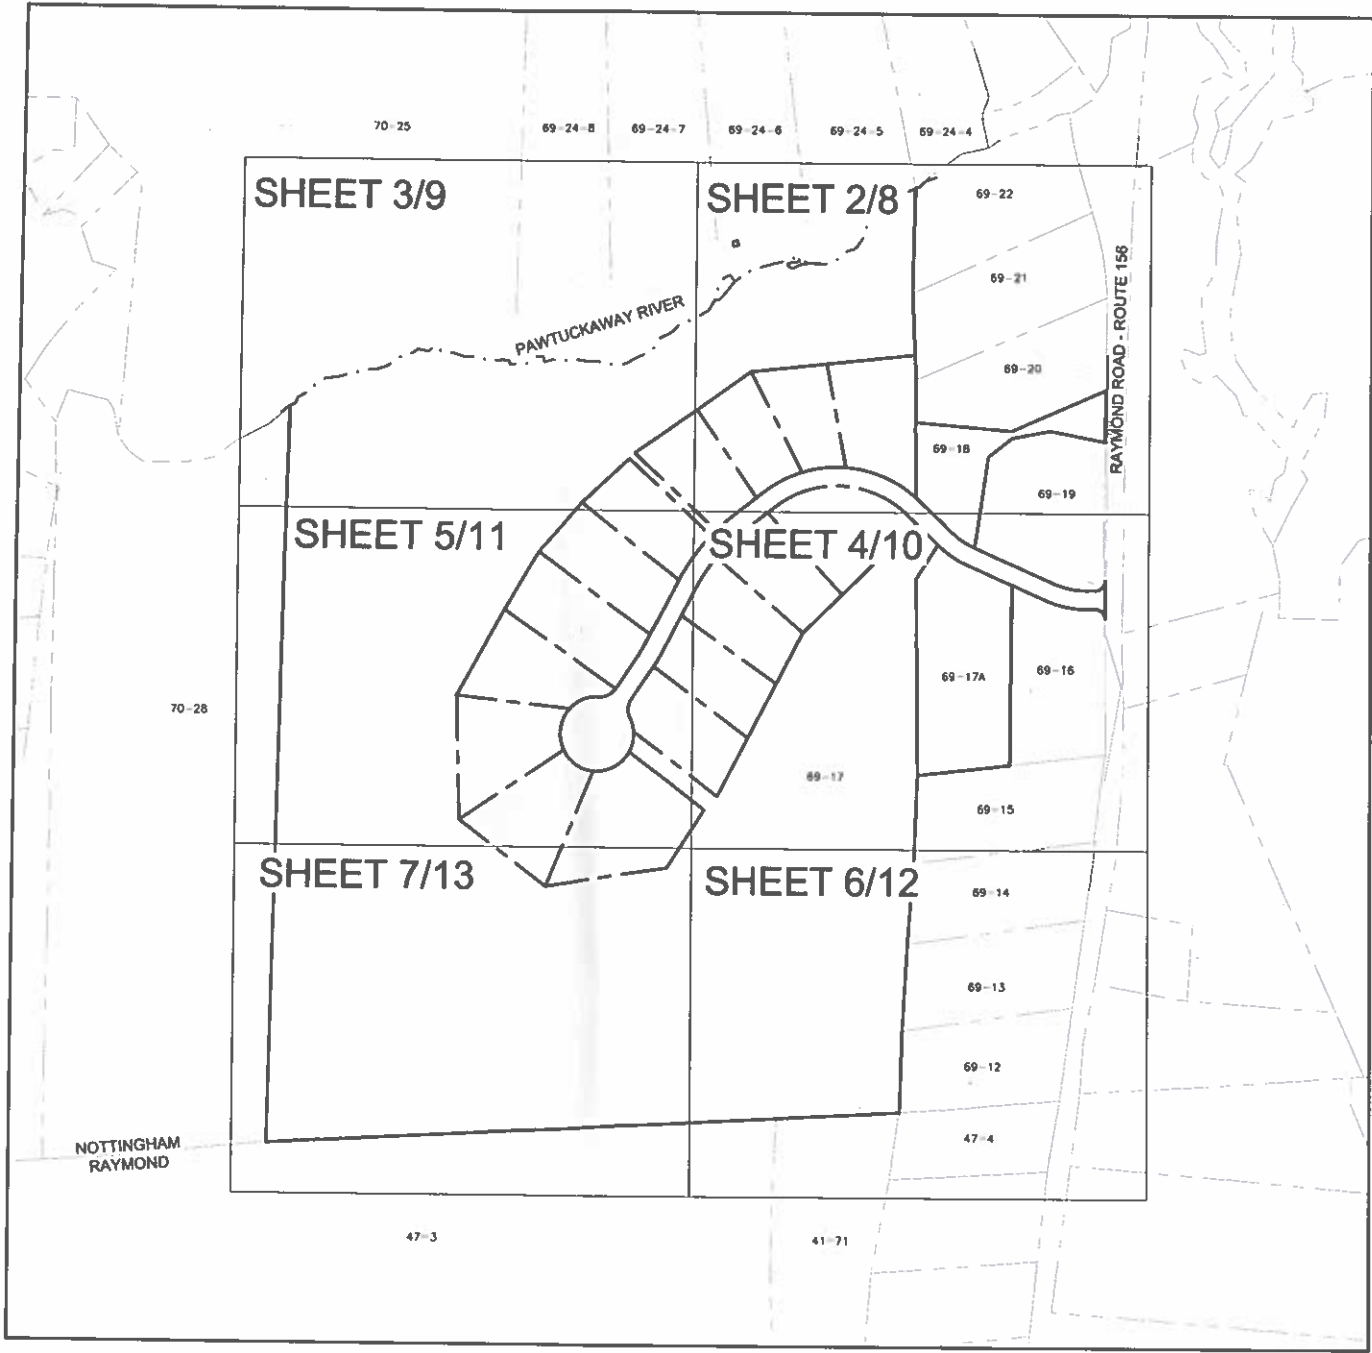 70-25
69-24-8
69-24-7
69-24-6
69-24-5
69-24-4
SHEET 3/9
SHEET 2/8
69-22
69-21
RAYMOND ROAD - ROUTE 156
PAWTUCKAWAY RIVER
69-20
69-18
69-19
SHEET 5/11
SHEET 4/10
69-17A
69-16
70-28
69-17
69-15
SHEET 7/13
SHEET 6/12
69-14
69-13
69-12
NOTTINGHAM
RAYMOND
47-4
47-3
41-71